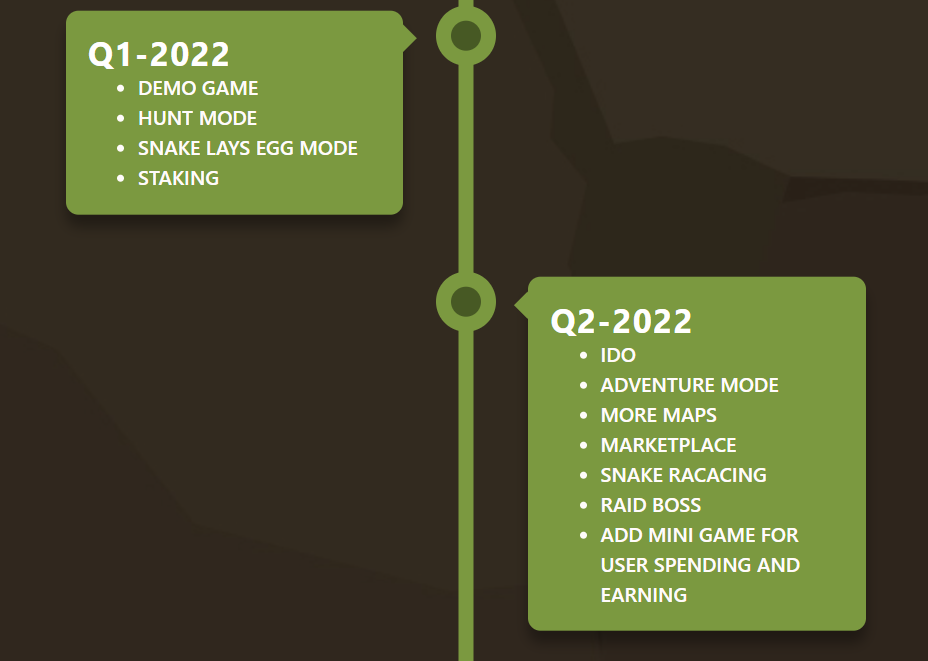 Q1-2022
DEMO GAME
HUNT MODE
SNAKE LAYS EGG MODE
STAKING
Q2-2022
IDO
ADVENTURE MODE
MORE MAPS
MARKETPLACE
SNAKE RACACING
RAID BOSS
ADD MINI GAME FOR
USER SPENDING AND
EARNING